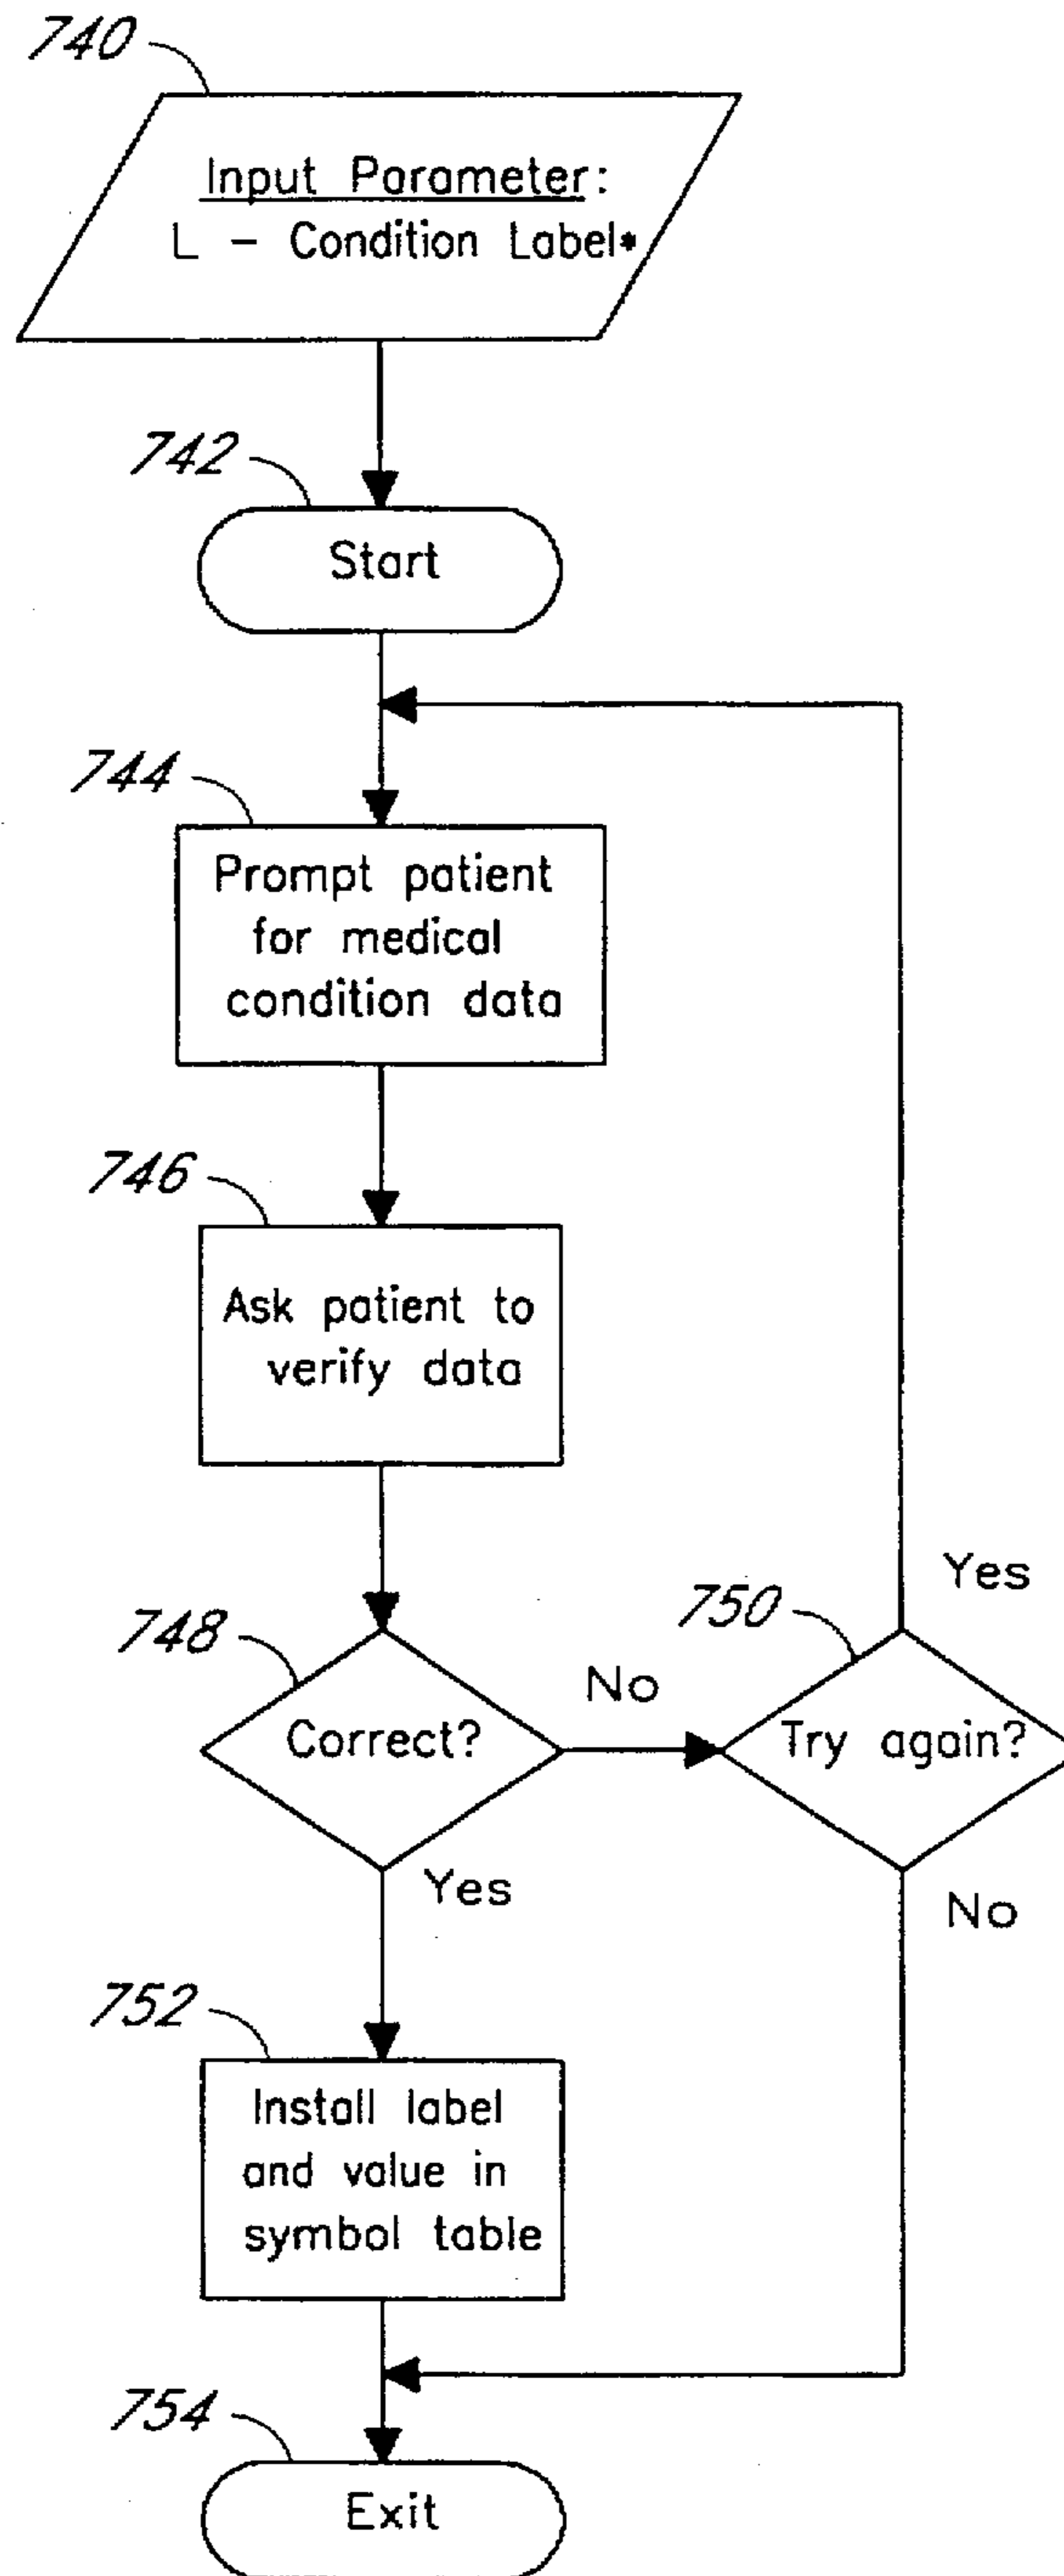 740
Input Parameter:
L - Condition Label*
742
Start
744
Prompt patient
for medical
condition data
746
Ask patient to
verify data
748
Correct?
No
750
Try again?
Yes
Yes
No
752
Install label
and value in
symbol table
754
Exit